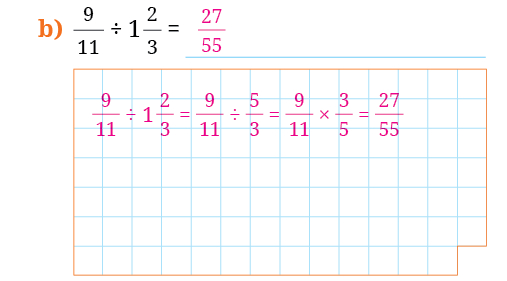 b) 9/11 ÷ 1 2/3 = 27/55
9/11 ÷ 1 2/3 = 9/11 ÷ 5/3 = 9/11 × 3/5 = 27/55